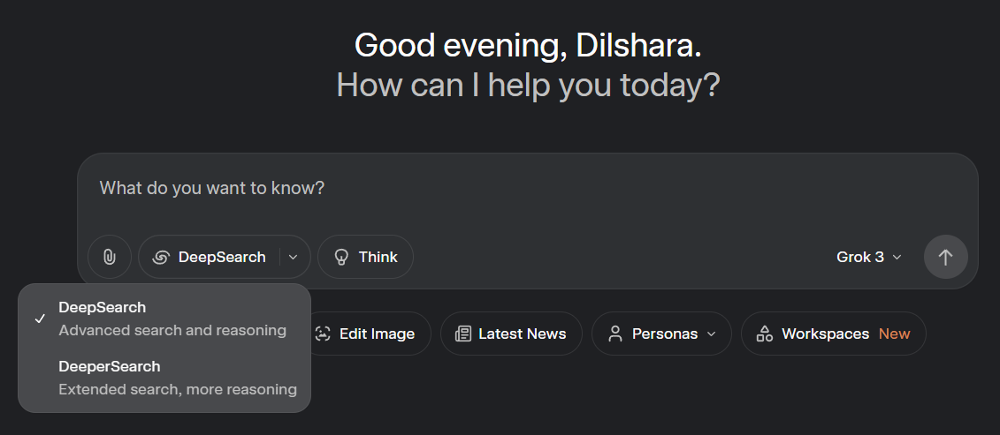 Good evening, Dilshara.
How can I help you today?
What do you want to know?
DeepSearch
Think
Grok 3
DeepSearch
Advanced search and reasoning
DeeperSearch
Extended search, more reasoning
Edit Image
Latest News
Personas
Workspaces New